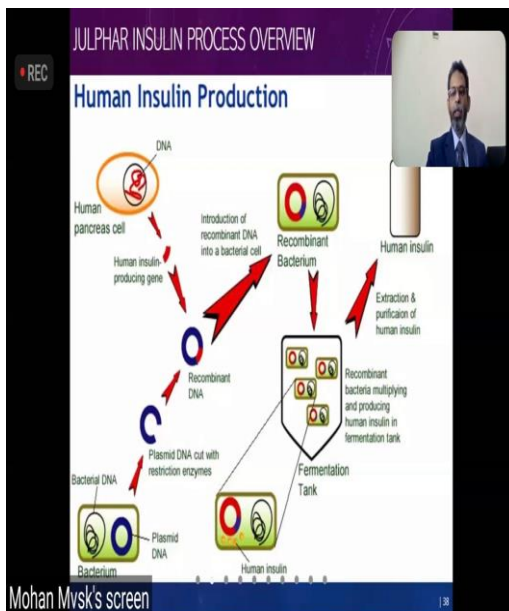 JULPHAR INSULIN PROCESS OVERVIEW
REC
Human Insulin Production
DNA
Human
pancreas cell
Human insulin-
producing gene
Introduction of
recombinant DNA
into a bacterial cell
Recombinant
Bacterium
Human insulin
Extraction &
purificaion of
human insulin
Recombinant
DNA
Recombinant
bacteria multiplying
and producing
human insulin in
fermentation tank
Plasmid DNA cut with
restriction enzymes
Fermentation
Tank
Bacterial DNA
Plasmid
DNA
Bacterium
Human insulin
Mohan Mvsk's screen
| 38